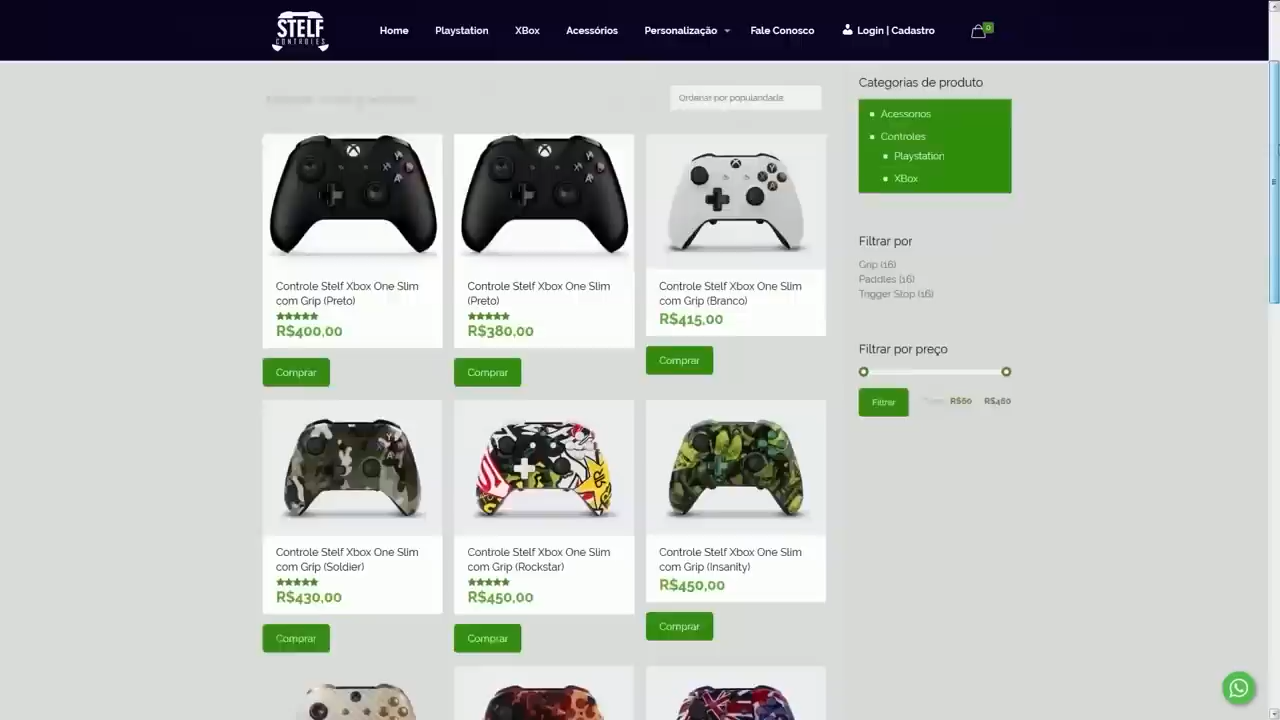 STELF
CONTROLES
Home
Playstation
XBox
Acessórios
Personalização
Fale Conosco
Login | Cadastro
0
Ordenar por popularidade
Controle Stelf Xbox One Slim
com Grip (Preto)
R$400,00
Comprar
Controle Stelf Xbox One Slim
(Preto)
R$380,00
Comprar
Controle Stelf Xbox One Slim
com Grip (Branco)
R$415,00
Comprar
Controle Stelf Xbox One Slim
com Grip (Soldier)
R$430,00
Comprar
Controle Stelf Xbox One Slim
com Grip (Rockstar)
R$450,00
Comprar
Controle Stelf Xbox One Slim
com Grip (Insanity)
R$450,00
Comprar
Categorias de produto
Acessorios
Controles
Playstation
XBox
Filtrar por
Grip (16)
Paddles (16)
Trigger Stop (16)
Filtrar por preço
Filtrar
R$60
R$460